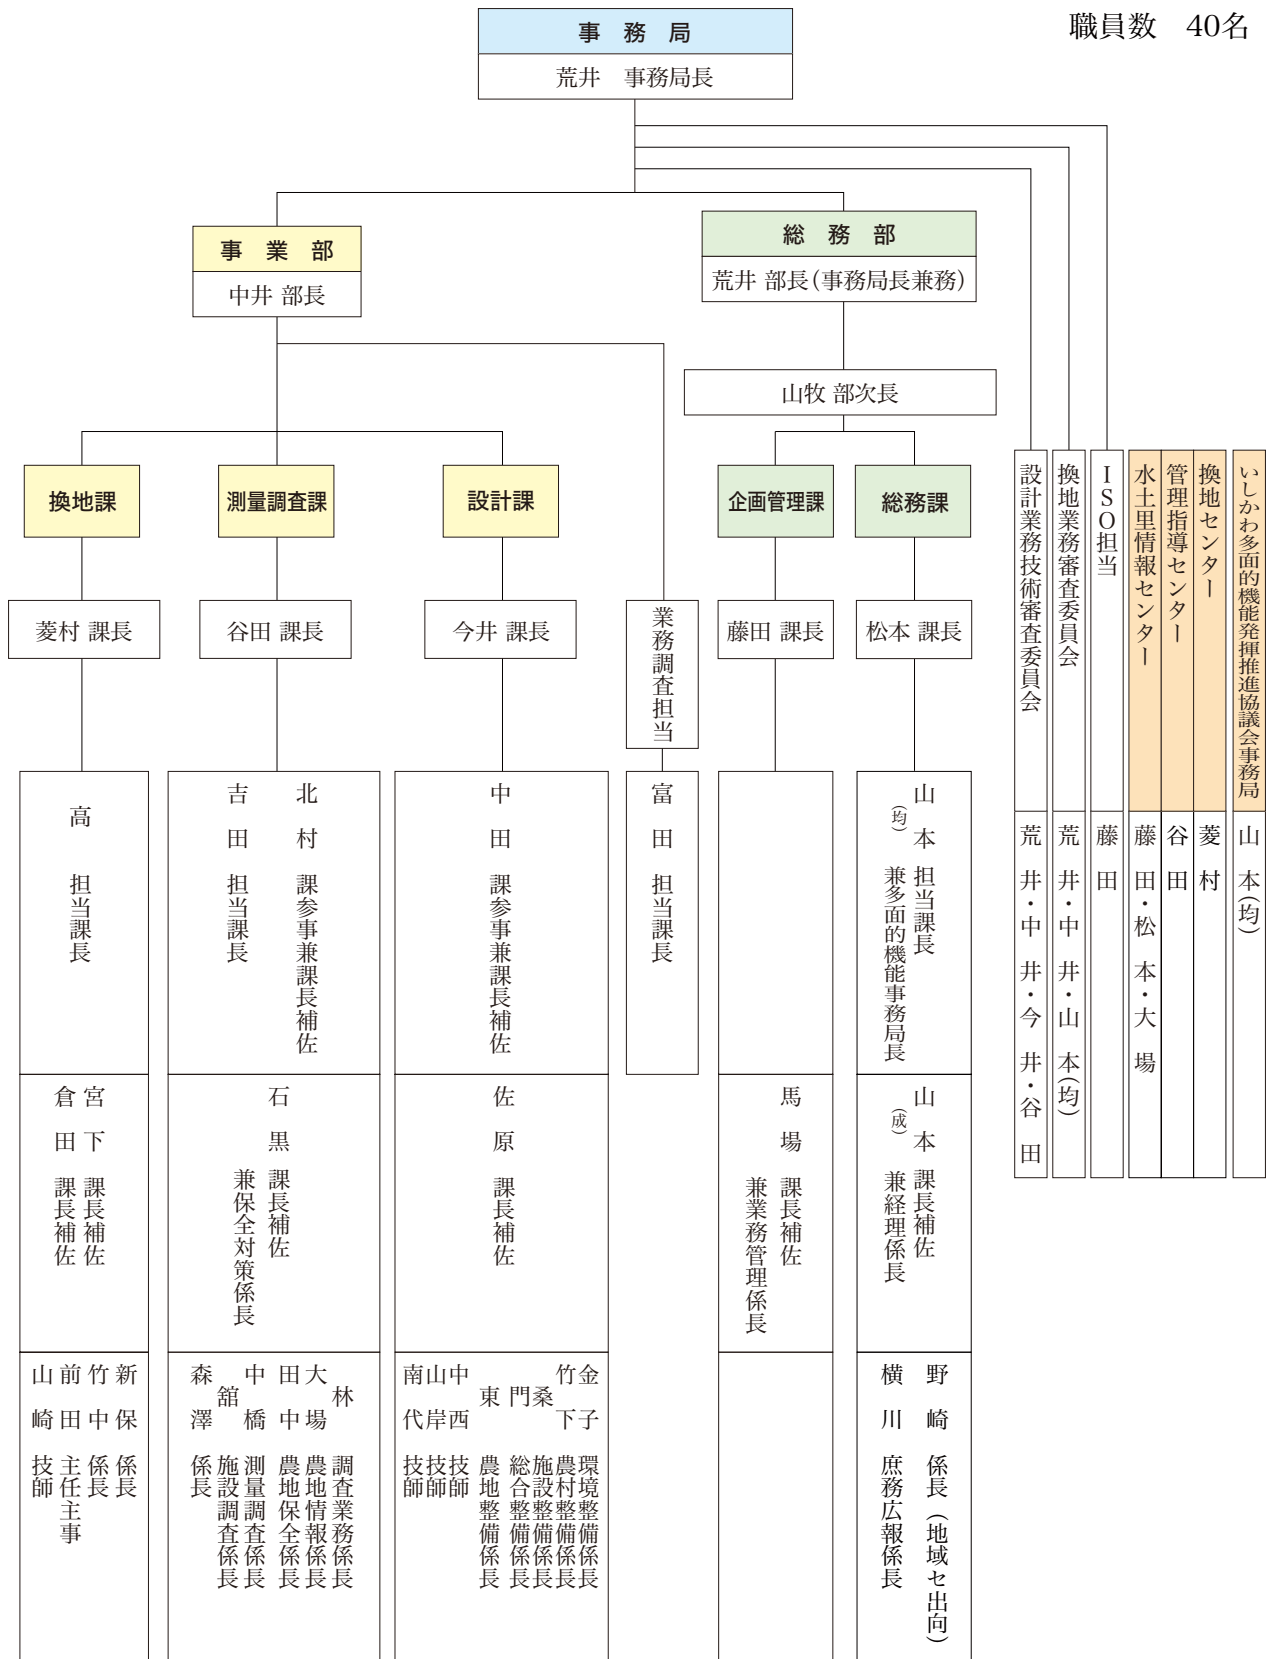 職員数　40名
事　務　局
荒井　事務局長
事　業　部
中井 部長
総　務　部
荒井 部長(事務局長兼務)
山牧 部次長
換地課
測量調査課
設計課
企画管理課
総務課
菱村 課長
谷田 課長
今井 課長
業務調査担当
藤田 課長
松本 課長
高　担当課長
北村　課参事兼課長補佐
吉田　担当課長
中田　課参事兼課長補佐
富田　担当課長
山本(均)　担当課長
兼多面的機能事務局長
宮下　課長補佐
倉田　課長補佐
石黒　課長補佐
兼保全対策係長
佐原　課長補佐
馬場　課長補佐
兼業務管理係長
山本(成)　課長補佐
兼経理係長
新保　係長
竹中　係長
前田　主任主事
山崎　技師
林　調査業務係長
大場　農地情報係長
田中　農地保全係長
中橋　測量調査係長
舘　施設調査係長
森澤　係長
金子　環境整備係長
竹下　農村整備係長
桑　施設整備係長
門　総合整備係長
東　農地整備係長
中西　技師
山岸　技師
南代　技師
野崎　係長(地域セ出向)
横川　庶務広報係長
いしかわ多面的機能発揮推進協議会事務局
山本(均)
換地センター
菱村
管理指導センター
谷田
水土里情報センター
藤田・松本・大場
ISO担当
藤田
換地業務審査委員会
荒井・中井・山本(均)
設計業務技術審査委員会
荒井・中井・今井・谷田